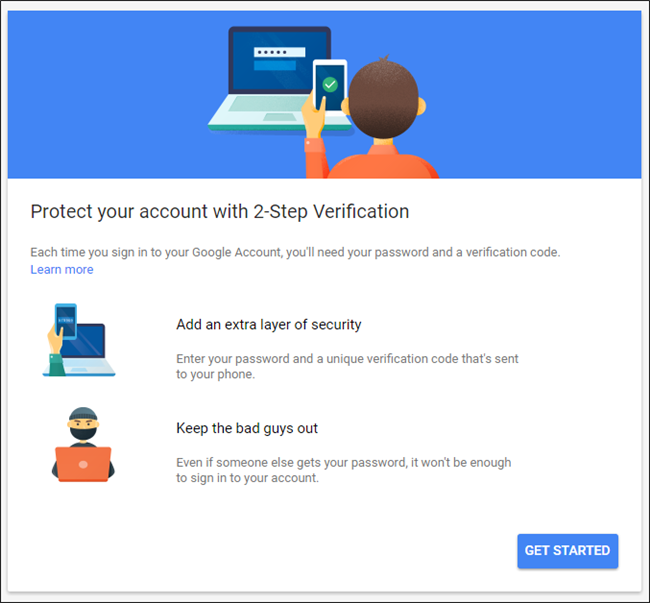 Protect your account with 2-Step Verification
Each time you sign in to your Google Account, you'll need your password and a verification code.
Learn more
Add an extra layer of security
Enter your password and a unique verification code that's sent
to your phone.
Keep the bad guys out
Even if someone else gets your password, it won't be enough
to sign in to your account.
GET STARTED